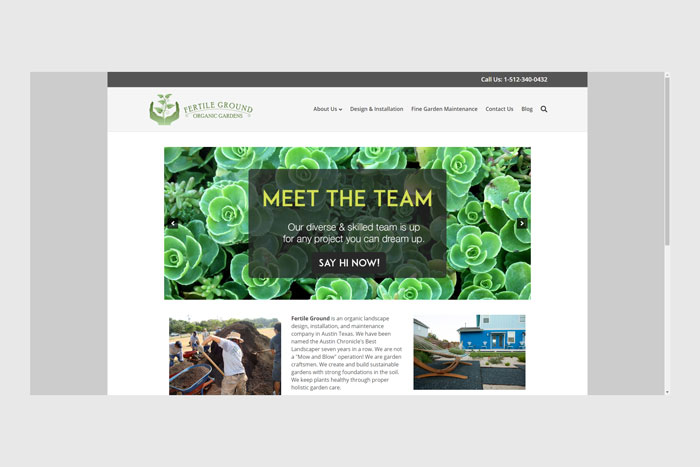 Call Us: 1-512-340-0432
FERTILE GROUND
ORGANIC GARDENS
About Us
Design & Installation
Fine Garden Maintenance
Contact Us
Blog
MEET THE TEAM
Our diverse & skilled team is up
for any project you can dream up.
SAY HI NOW!
Fertile Ground is an organic landscape
design, installation, and maintenance
company in Austin Texas. We have been
named the Austin Chronicle's Best
Landscaper seven years in a row. We are not
a "Mow and Blow" operation! We are garden
craftsmen. We create and build sustainable
gardens with strong foundations in the soil.
We keep plants healthy through proper
holistic garden care.